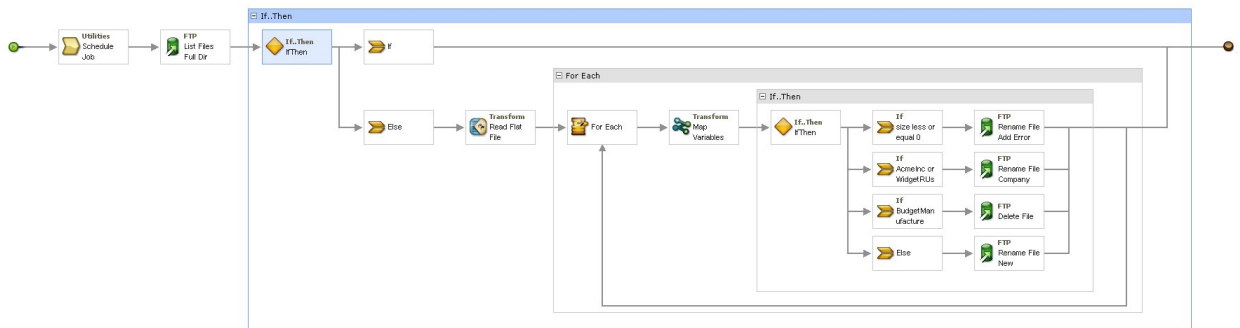 If..Then
Utilities
Schedule
Job
FTP
List Files
Full Dir
If..Then
IfThen
If
For Each
If..Then
Else
Transform
Read Flat
File
For Each
Transform
Map
Variables
If..Then
IfThen
If
size less or
equal 0
FTP
Rename File
Add Error
If
AcmeInc or
WidgetRUs
FTP
Rename File
Company
If
BudgetMan
ufacture
FTP
Delete File
Else
FTP
Rename File
New